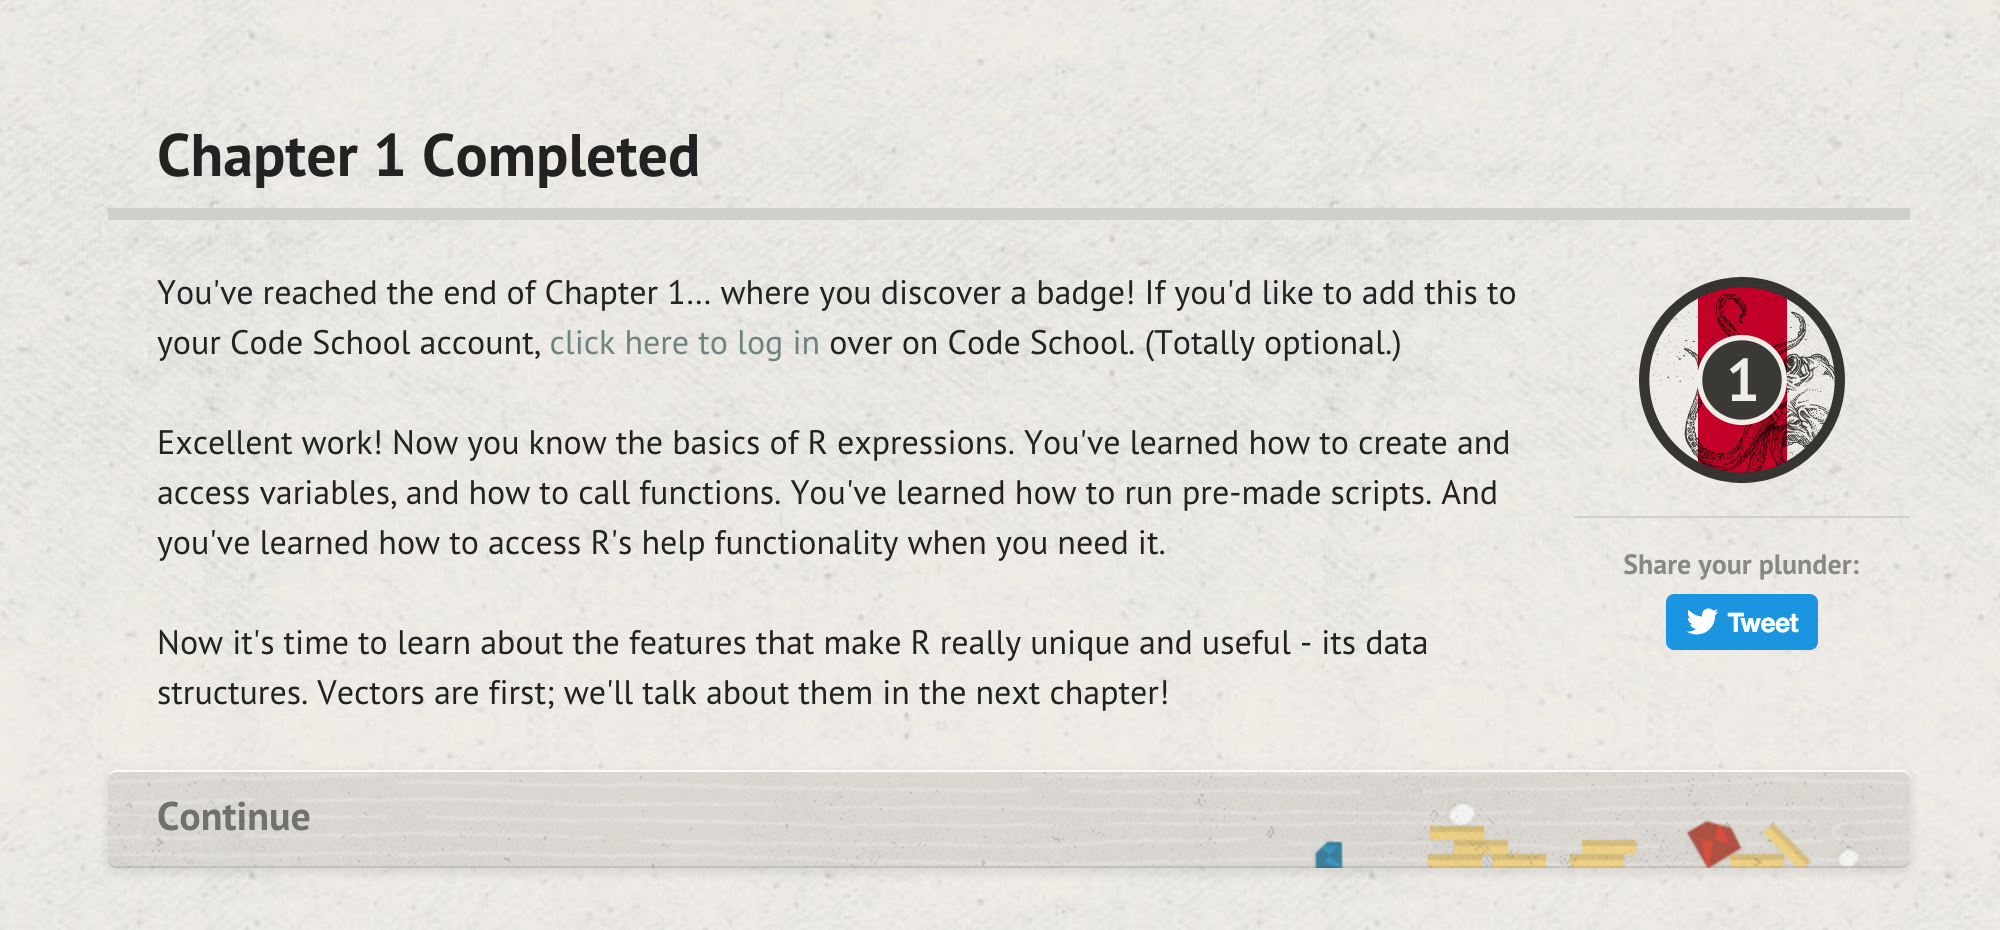 Chapter 1 Completed
You've reached the end of Chapter 1... where you discover a badge! If you'd like to add this to
your Code School account, click here to log in over on Code School. (Totally optional.)
Excellent work! Now you know the basics of R expressions. You've learned how to create and
access variables, and how to call functions. You've learned how to run pre-made scripts. And
you've learned how to access R's help functionality when you need it.
Now it's time to learn about the features that make R really unique and useful - its data
structures. Vectors are first; we'll talk about them in the next chapter!
1
Share your plunder:
Tweet
Continue